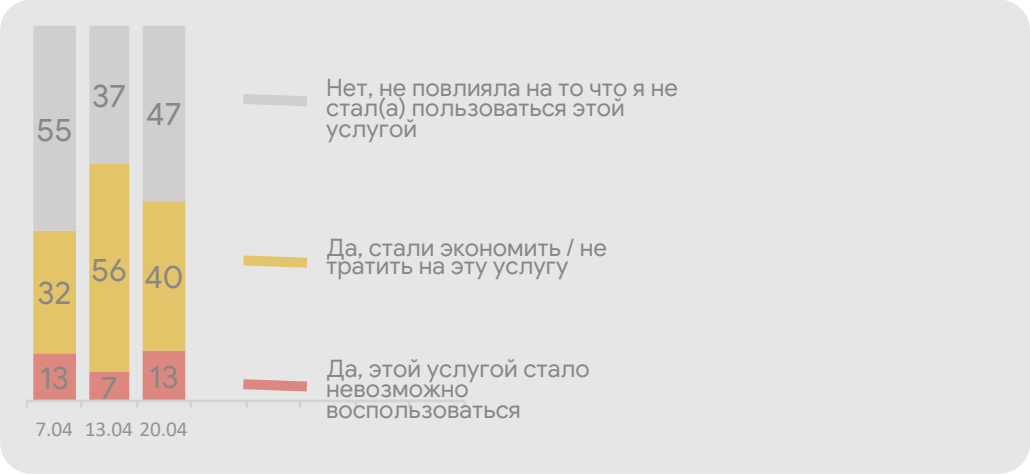 55
37
47
32
56
40
13
7
13
7.04 13.04 20.04
Нет, не повлияла на то что я не
стал(а) пользоваться этой
услугой
Да, стали экономить / не
тратить на эту услугу
Да, этой услугой стало
невозможно
воспользоваться